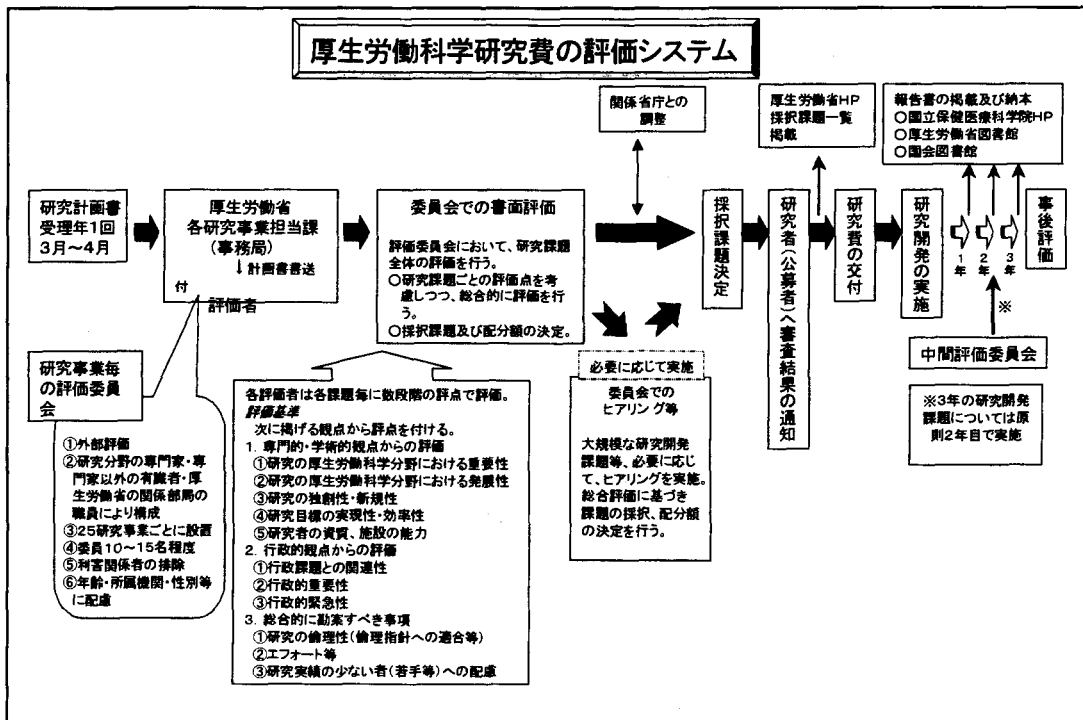 厚生労働科学研究費の評価システム
関係省庁との
調整
厚生労働省HP
採択課題一覧
掲載
報告書の掲載及び納本
○国立保健医療科学院HP
○厚生労働省図書館
○国会図書館
研究計画書
受理年1回
3月~4月
厚生労働省
各研究事業担当課
(事務局)
↓計画書書送
付
評価者
委員会での書面評価
評価委員会において、研究課題
全体の評価を行う。
○研究課題ごとの評価点を考
慮しつつ、総合的に評価を行
う。
○採択課題及び配分額の決定。
採択課題決定
研究者(公募者)へ審査結果の通知
研究費の交付
研究開発の実施
1年
2年
3年
事後評価
※
中間評価委員会
※3年の研究開発
課題については原
則2年目で実施
必要に応じて実施
委員会での
ヒアリング等
大規模な研究開発
課題等、必要に応じ
て、ヒアリングを実施。
総合評価に基づき
課題の採択、配分額
の決定を行う。
研究事業毎
の評価委員
会
①外部評価
②研究分野の専門家・専
門家以外の有識者・厚
生労働省の関係部局の
職員により構成
③25研究事業ごとに設置
④委員10~15名程度
⑤利害関係者の排除
⑥年齢・所属機関・性別等
に配慮
各評価者は各課題毎に数段階の評点で評価。
評価基準
次に掲げる観点から評点を付ける。
1. 専門的・学術的観点からの評価
①研究の厚生労働科学分野における重要性
②研究の厚生労働科学分野における発展性
③研究の独創性・新規性
④研究目標の実現性・効率性
⑤研究者の資質、施設の能力
2. 行政的観点からの評価
①行政課題との関連性
②行政的重要性
③行政的緊急性
3. 総合的に勘案すべき事項
①研究の倫理性(倫理指針への適合等)
②エフォート等
③研究実績の少ない者(若手等)への配慮